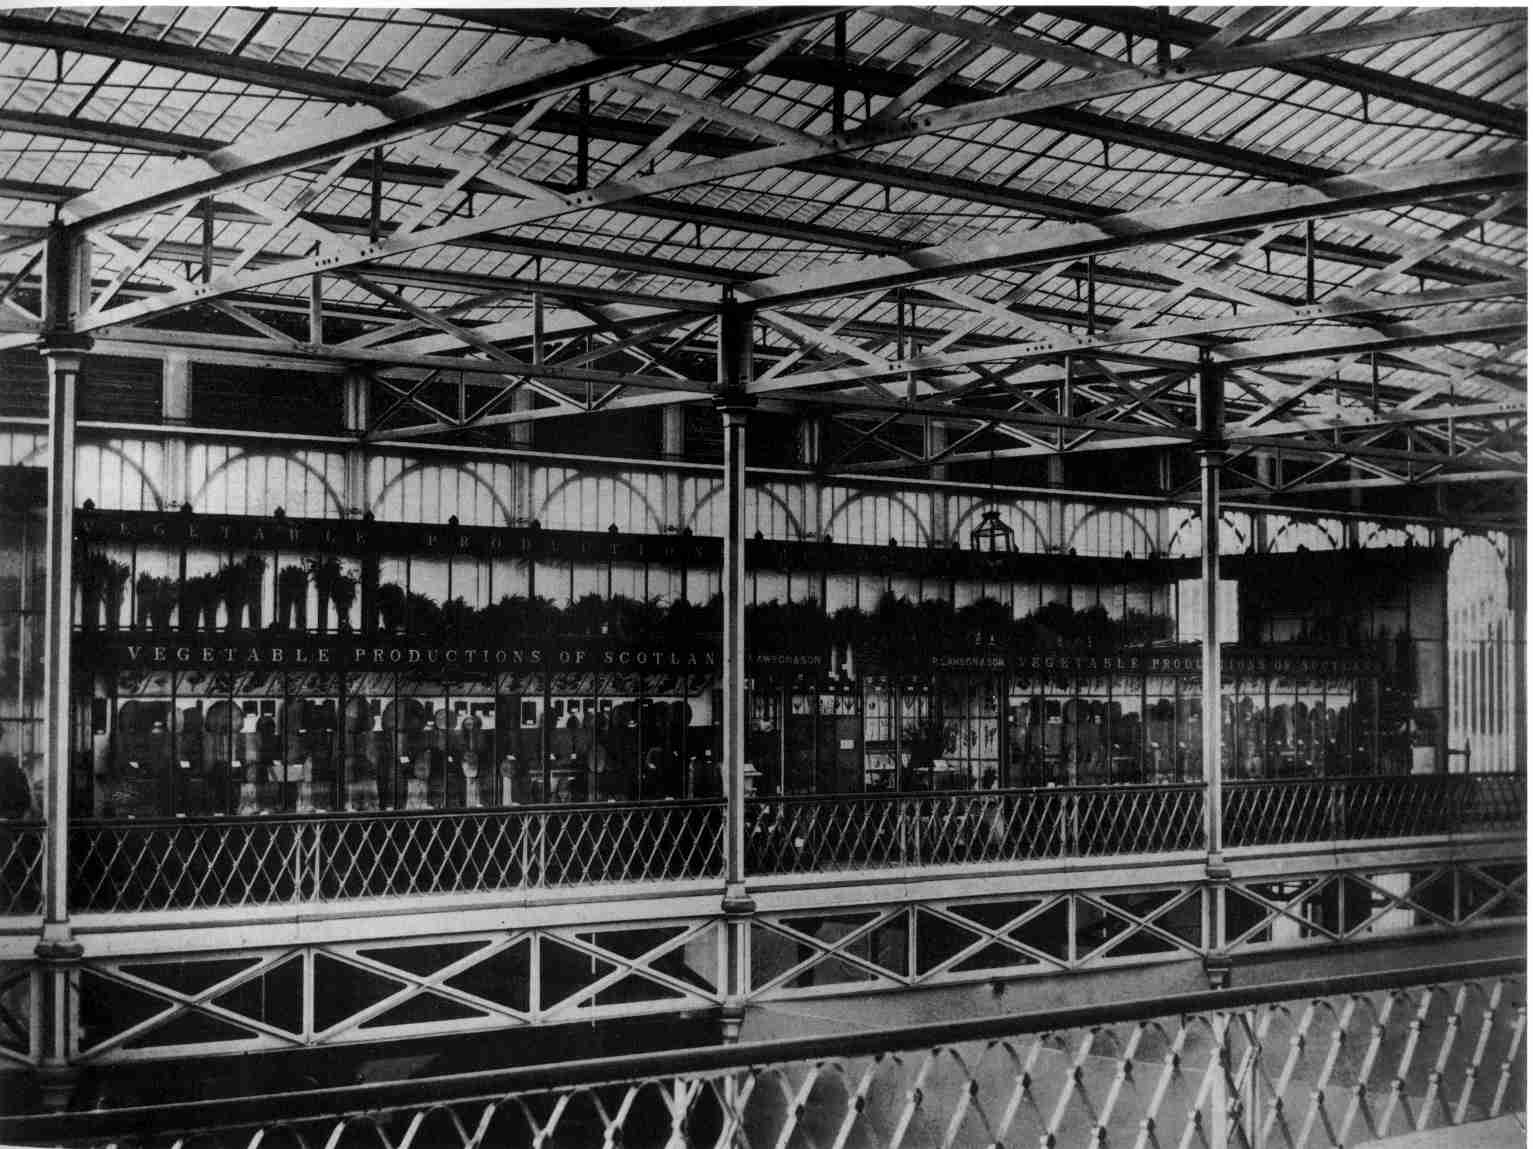 VEGETABLE PRODUCTIONS
VEGETABLE PRODUCTIONS OF SCOTLAN
LAWSON&SON
P. LAWSON&SON
VEGETABLE PRODUCTIONS OF SCOTLAND